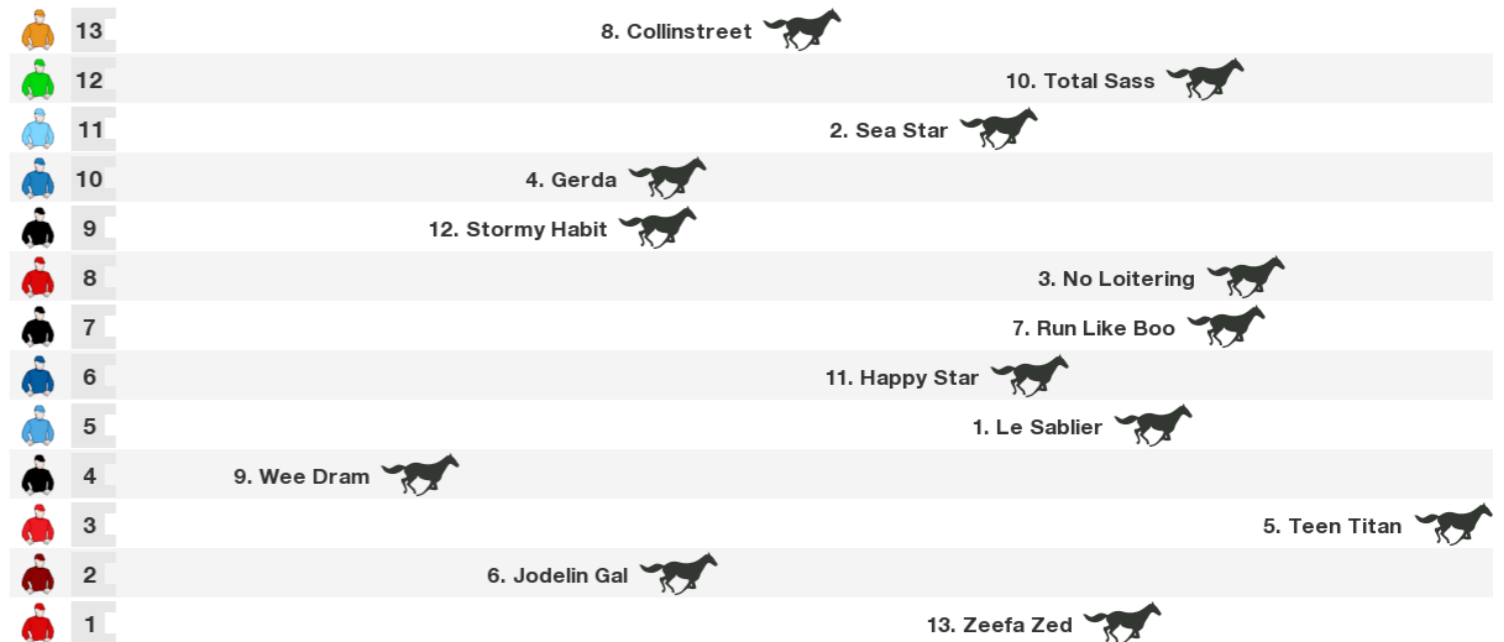 13 8. Collinstreet
12 10. Total Sass
11 2. Sea Star
10 4. Gerda
9 12. Stormy Habit
8 3. No Loitering
7 7. Run Like Boo
6 11. Happy Star
5 1. Le Sablier
4 9. Wee Dram
3 5. Teen Titan
2 6. Jodelin Gal
1 13. Zeefa Zed